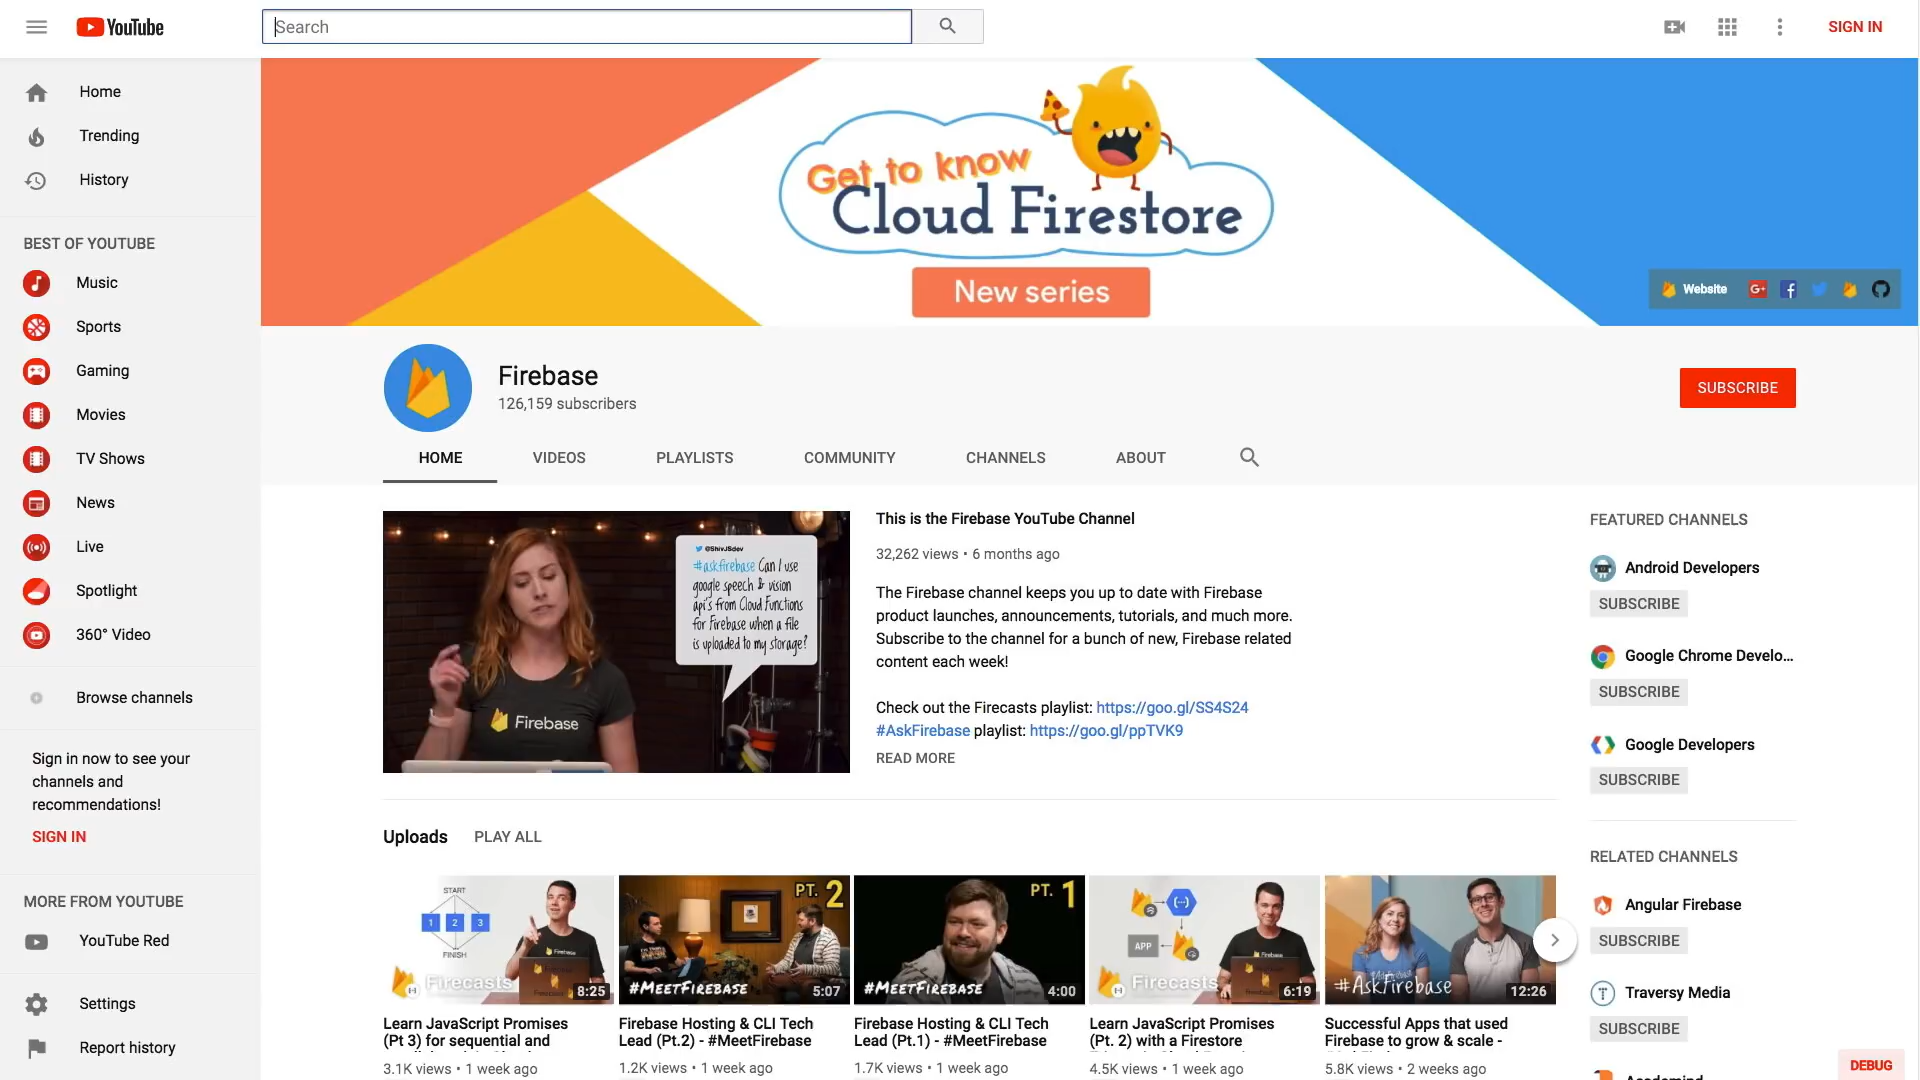 YouTube
Search
SIGN IN
Home
Trending
History
BEST OF YOUTUBE
Music
Sports
Gaming
Movies
TV Shows
News
Live
Spotlight
360° Video
Browse channels
Sign in now to see your
channels and
recommendations!
SIGN IN
MORE FROM YOUTUBE
YouTube Red
Settings
Report history
Get to know
Cloud Firestore
New series
Website
G+
Firebase
126,159 subscribers
SUBSCRIBE
HOME VIDEOS PLAYLISTS COMMUNITY CHANNELS ABOUT
@ShivJSdev
#askfirebase Can I use
google speech & vision
api's from Cloud Functions
for Firebase when a file
is uploaded to my storage?
Firebase
This is the Firebase YouTube Channel
32,262 views • 6 months ago
The Firebase channel keeps you up to date with Firebase
product launches, announcements, tutorials, and much more.
Subscribe to the channel for a bunch of new, Firebase related
content each week!
Check out the Firecasts playlist: https://goo.gl/SS4S24
#AskFirebase playlist: https://goo.gl/ppTVK9
READ MORE
Uploads PLAY ALL
START
1 2 3
FINISH
Firebase
Firecasts
8:25
Learn JavaScript Promises
(Pt 3) for sequential and
3.1K views • 1 week ago
PT. 2
#MEETFIREBASE
5:07
Firebase Hosting & CLI Tech
Lead (Pt.2) - #MeetFirebase
1.2K views • 1 week ago
PT. 1
#MEETFIREBASE
4:00
Firebase Hosting & CLI Tech
Lead (Pt.1) - #MeetFirebase
1.7K views • 1 week ago
APP
Firebase
Firecasts
6:19
Learn JavaScript Promises
(Pt. 2) with a Firestore
4.5K views • 1 week ago
#AskFirebase
12:26
Successful Apps that used
Firebase to grow & scale -
5.8K views • 2 weeks ago
FEATURED CHANNELS
Android Developers
SUBSCRIBE
Google Chrome Develo...
SUBSCRIBE
Google Developers
SUBSCRIBE
RELATED CHANNELS
Angular Firebase
SUBSCRIBE
Traversy Media
SUBSCRIBE
DEBUG